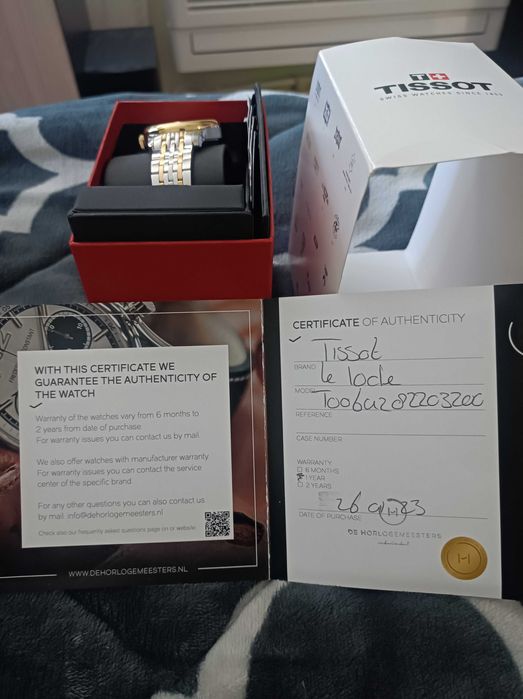 TISSOT
SWISS WATCHES SINCE 1853
WITH THIS CERTIFICATE WE
GUARANTEE THE AUTHENTICITY OF
THE WATCH
Warranty of the watches vary from 6 months to
2 years from date of purchase.
For warranty issues you can contact us by mail.
We also offer watches with manufacturer warranty
For warranty issues you can contact the service
center of the specific brand.
For any other questions you can also contact us
by mail: info@dehorlogemeesters.nl
Check also our frequently asked questions page on or website:
WWW.DEHORLOGEMEESTERS.NL
CERTIFICATE OF AUTHENTICITY
Tissot
BRAND
le locle
MODEL
T00641282203200
REFERENCE
CASE NUMBER
WARRANTY
6 MONTHS
1 YEAR
2 YEARS
DATE OF PURCHASE
DE HORLOGEMEESTERS
H